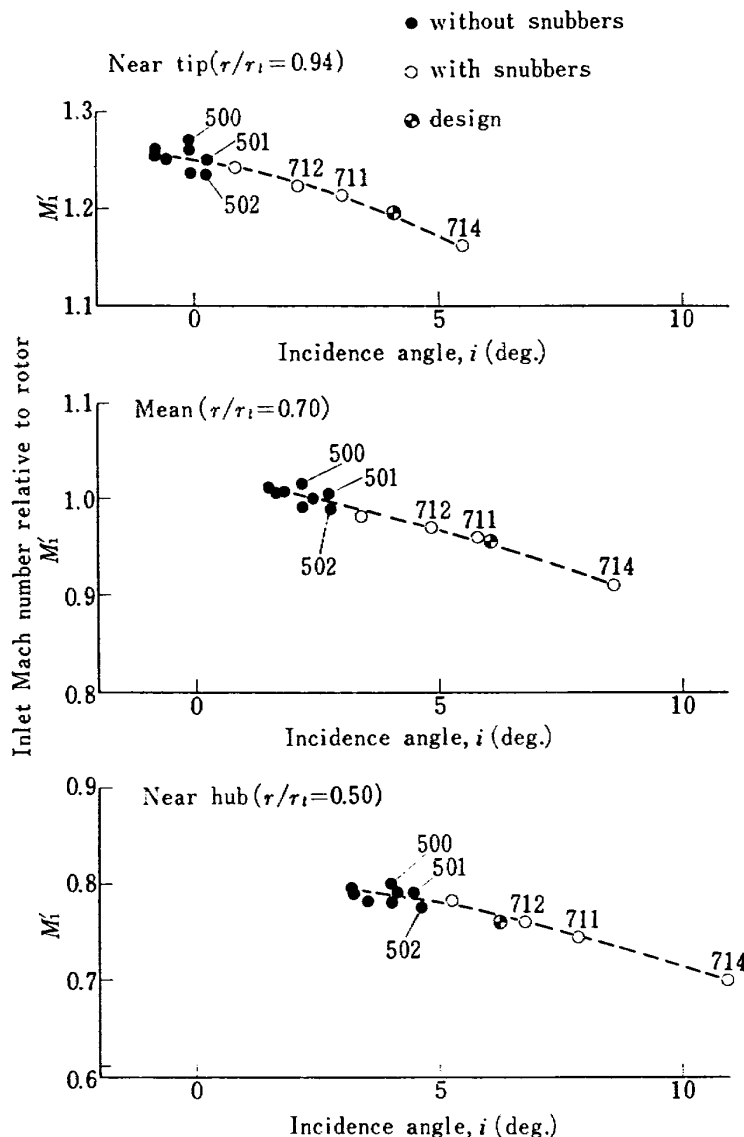 ● without snubbers
Near tip(r/rₜ=0.94)
○ with snubbers
design
1.3
500
501
502
712
711
714
1.2
1.1
M₁′
0
5
10
Incidence angle, i (deg.)
Inlet Mach number relative to rotor
1.1
Mean(r/rₜ=0.70)
500
501
502
712
711
714
1.0
0.9
0.8
M₁′
0
5
10
Incidence angle, i (deg.)
0.9
Near hub(r/rₜ=0.50)
500
501
502
712
711
714
0.8
0.7
0.6
M₁′
0
5
10
Incidence angle, i (deg.)